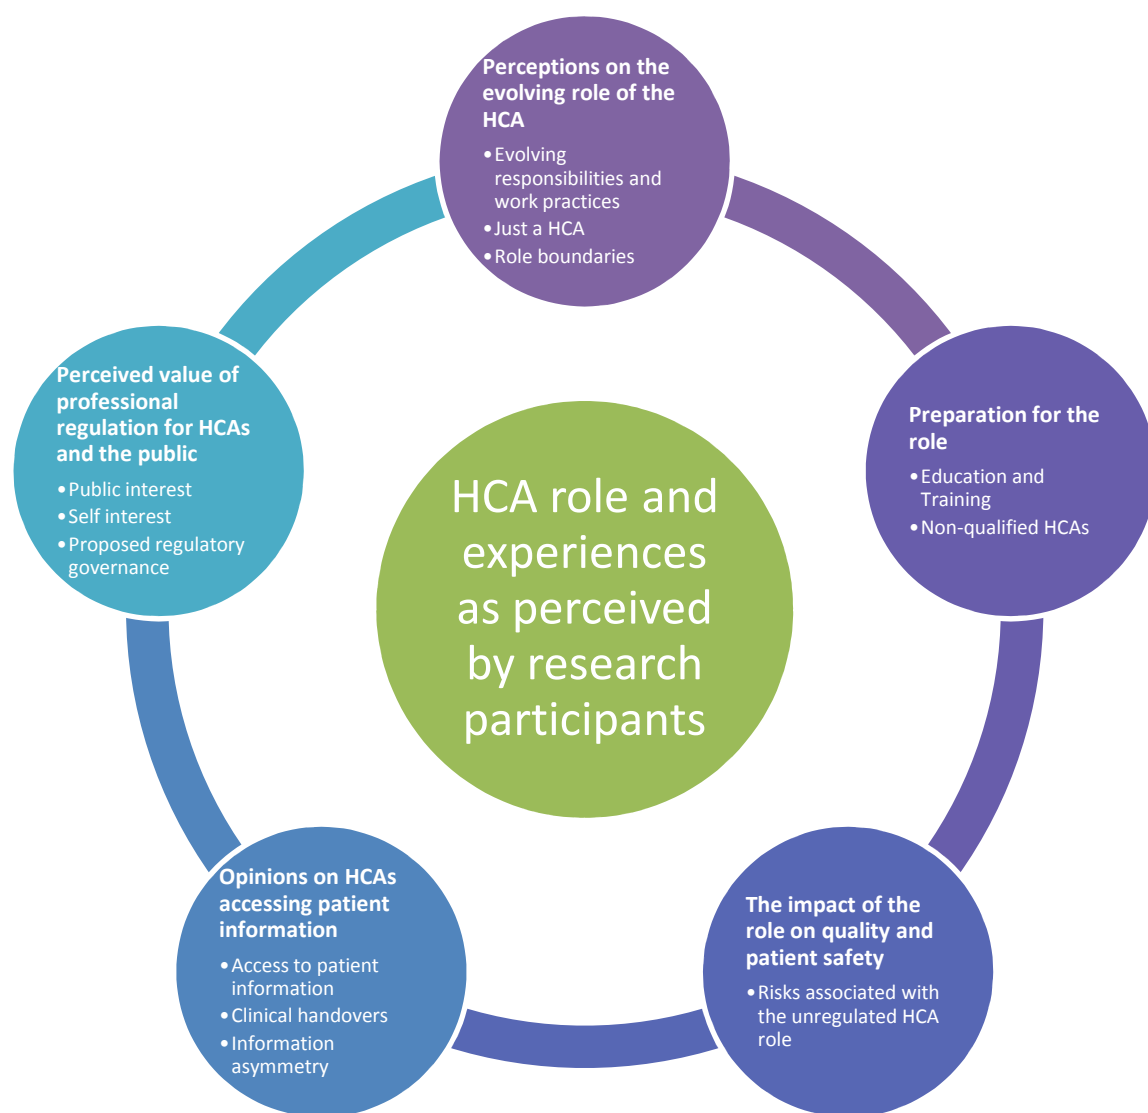 Perceptions on the
evolving role of the
HCA
•Evolving
responsibilities and
work practices
•Just a HCA
•Role boundaries
Preparation for the
role
•Education and
Training
•Non-qualified HCAs
The impact of the
role on quality and
patient safety
•Risks associated with
the unregulated HCA
role
Opinions on HCAs
accessing patient
information
•Access to patient
information
•Clinical handovers
•Information
asymmetry
Perceived value of
professional
regulation for HCAs
and the public
•Public interest
•Self interest
•Proposed regulatory
governance
HCA role and
experiences
as perceived
by research
participants